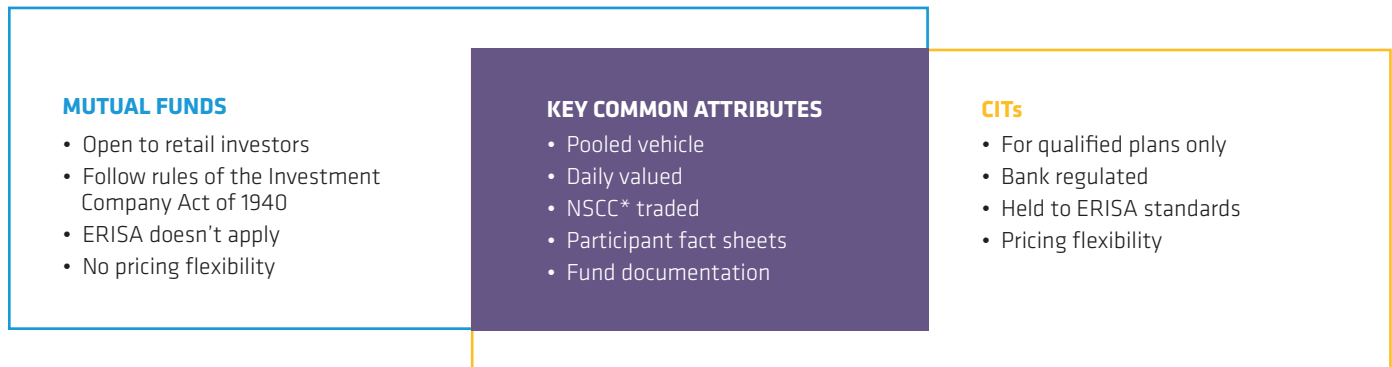 MUTUAL FUNDS
• Open to retail investors
• Follow rules of the Investment
Company Act of 1940
• ERISA doesn't apply
• No pricing flexibility
KEY COMMON ATTRIBUTES
• Pooled vehicle
• Daily valued
• NSCC* traded
• Participant fact sheets
• Fund documentation
CITs
• For qualified plans only
• Bank regulated
• Held to ERISA standards
• Pricing flexibility